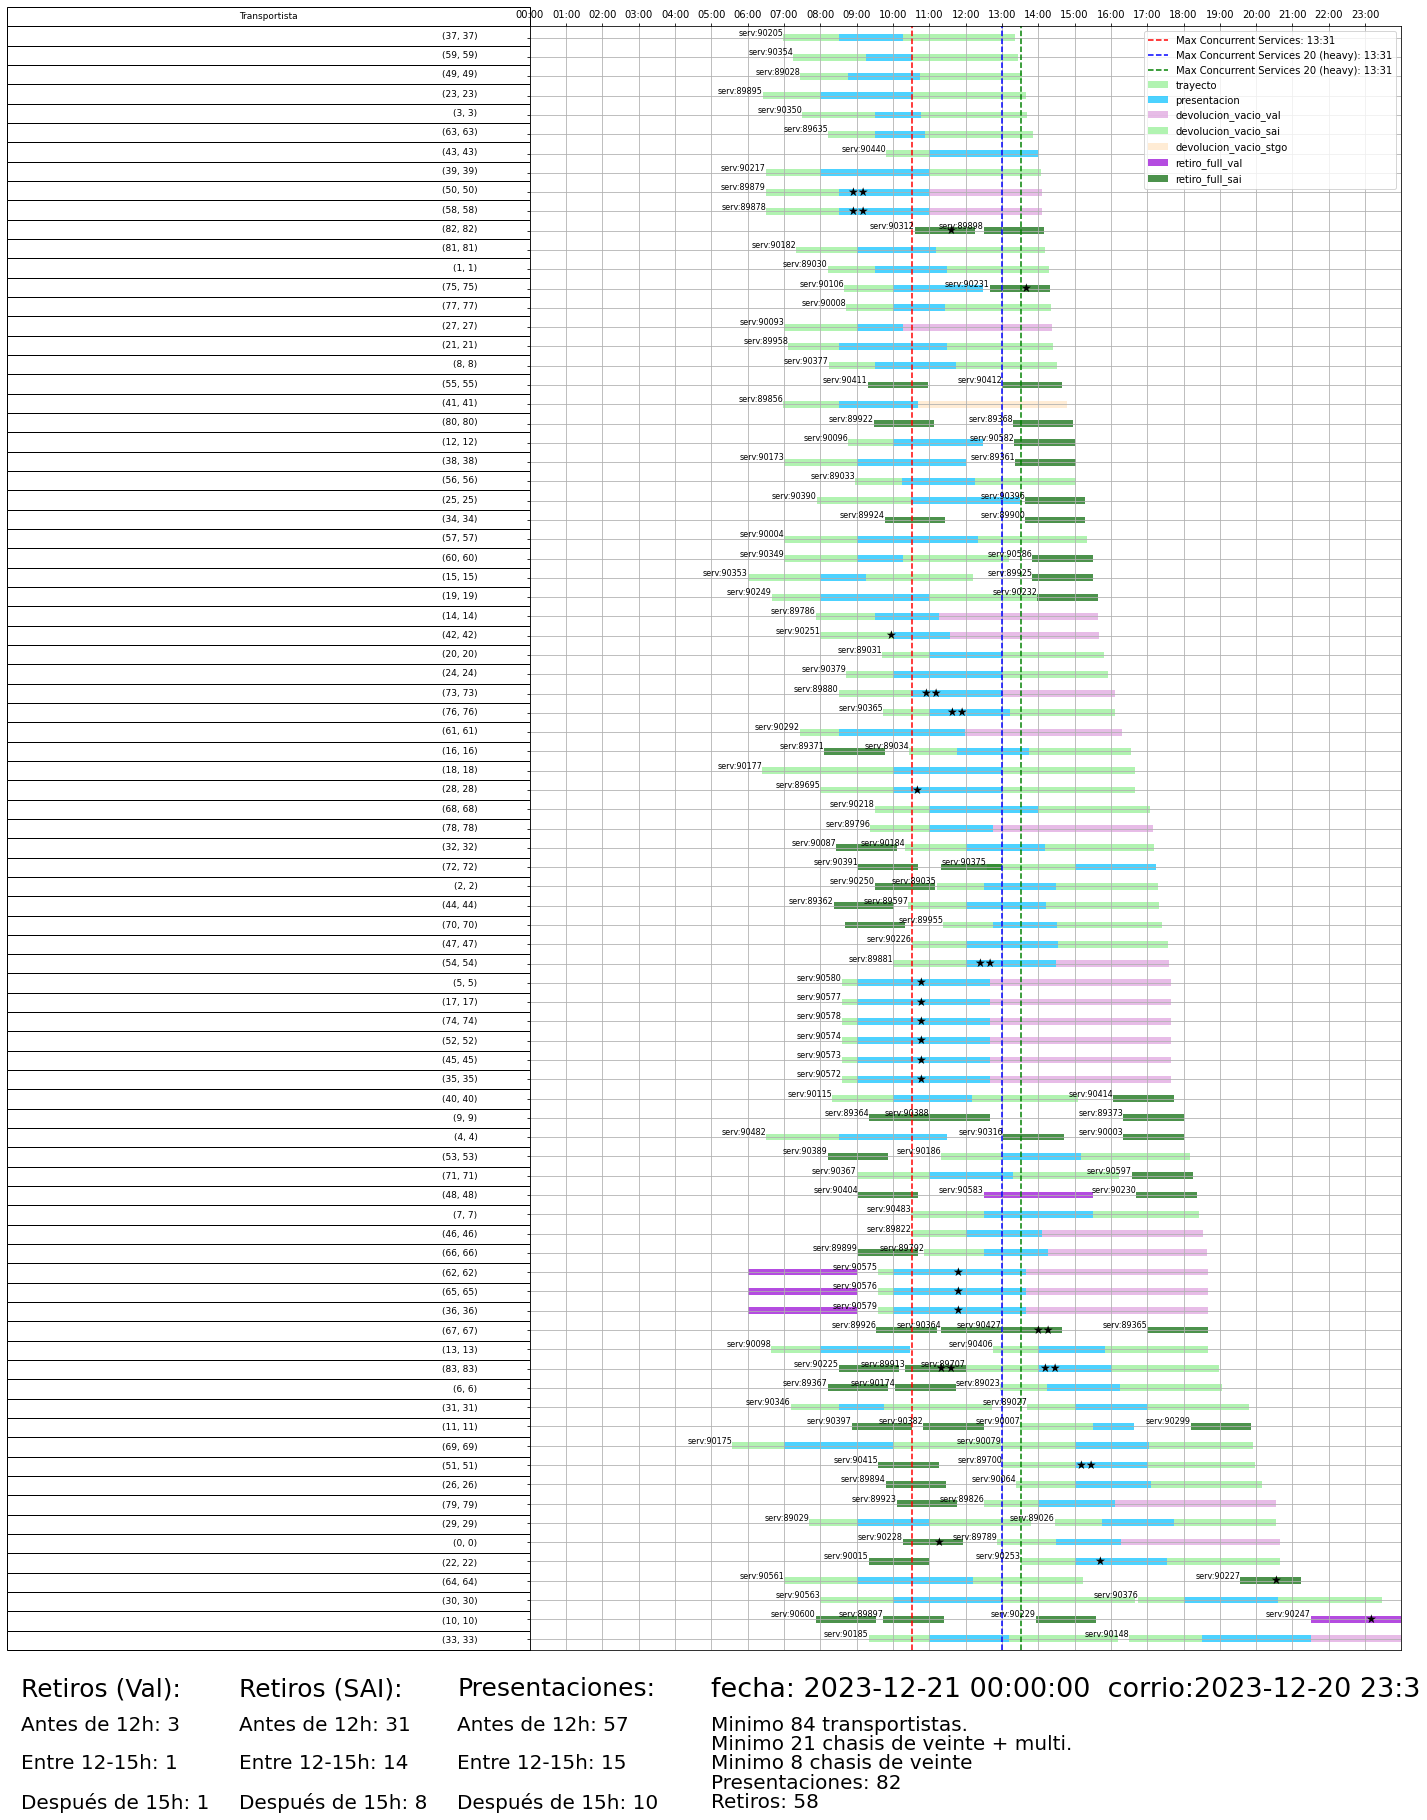 Transportista 00:00 01:00 02:00 03:00 04:00 05:00 06:00 07:00 08:00 09:00 10:00 11:00 12:00 13:00 14:00 15:00 16:00 17:00 18:00 19:00 20:00 21:00 22:00 23:00
Max Concurrent Services: 13:31
Max Concurrent Services 20 (heavy): 13:31
Max Concurrent Services 20 (heavy): 13:31
trayecto
presentacion
devolucion_vacio_val
devolucion_vacio_sai
devolucion_vacio_stgo
retiro_full_val
retiro_full_sai
(37, 37) serv:90205
(59, 59) serv:90354
(49, 49) serv:89028
(23, 23) serv:89895
(3, 3) serv:90350
(63, 63) serv:89635
(43, 43) serv:90440
(39, 39) serv:90217
(50, 50) serv:89879
(58, 58) serv:89878
(82, 82) serv:90312 serv:89898
(81, 81) serv:90182
(1, 1) serv:89030
(75, 75) serv:90106 serv:90231
(77, 77) serv:90008
(27, 27) serv:90093
(21, 21) serv:89958
(8, 8) serv:90377
(55, 55) serv:90411 serv:90412
(41, 41) serv:89856
(80, 80) serv:89922 serv:89368
(12, 12) serv:90096 serv:90582
(38, 38) serv:90173 serv:89361
(56, 56) serv:89033
(25, 25) serv:90390 serv:90396
(34, 34) serv:89924 serv:89900
(57, 57) serv:90004
(60, 60) serv:90349 serv:90586
(15, 15) serv:90353 serv:89925
(19, 19) serv:90249 serv:90232
(14, 14) serv:89786
(42, 42) serv:90251
(20, 20) serv:89031
(24, 24) serv:90379
(73, 73) serv:89880
(76, 76) serv:90365
(61, 61) serv:90292
(16, 16) serv:89371 serv:89034
(18, 18) serv:90177
(28, 28) serv:89695
(68, 68) serv:90218
(78, 78) serv:89796
(32, 32) serv:90087 serv:90184
(72, 72) serv:90391 serv:90375
(2, 2) serv:90250 serv:89035
(44, 44) serv:89362 serv:89597
(70, 70) serv:89955
(47, 47) serv:90226
(54, 54) serv:89881
(5, 5) serv:90580
(17, 17) serv:90577
(74, 74) serv:90578
(52, 52) serv:90574
(45, 45) serv:90573
(35, 35) serv:90572
(40, 40) serv:90115 serv:90414
(9, 9) serv:89364 serv:90388 serv:89373
(4, 4) serv:90482 serv:90316 serv:90003
(53, 53) serv:90389 serv:90186
(71, 71) serv:90367 serv:90597
(48, 48) serv:90404 serv:90583 serv:90230
(7, 7) serv:90483
(46, 46) serv:89822
(66, 66) serv:89899 serv:89792
(62, 62) serv:90575
(65, 65) serv:90576
(36, 36) serv:90579
(67, 67) serv:89926 serv:90364 serv:90427 serv:89365
(13, 13) serv:90098 serv:90406
(83, 83) serv:90225 serv:89913 serv:89707
(6, 6) serv:89367 serv:90174 serv:89023
(31, 31) serv:90346 serv:89027
(11, 11) serv:90397 serv:90382 serv:90007 serv:90299
(69, 69) serv:90175 serv:90079
(51, 51) serv:90415 serv:89700
(26, 26) serv:89894 serv:90064
(79, 79) serv:89923 serv:89826
(29, 29) serv:89029 serv:89026
(0, 0) serv:90228 serv:89789
(22, 22) serv:90015 serv:90253
(64, 64) serv:90561 serv:90227
(30, 30) serv:90563 serv:90376
(10, 10) serv:90600 serv:89897 serv:90229 serv:90247
(33, 33) serv:90185 serv:90148
Retiros (Val): Retiros (SAI): Presentaciones: fecha: 2023-12-21 00:00:00 corrio:2023-12-20 23:3
Antes de 12h: 3 Antes de 12h: 31 Antes de 12h: 57 Minimo 84 transportistas.
Minimo 21 chasis de veinte + multi.
Entre 12-15h: 1 Entre 12-15h: 14 Entre 12-15h: 15 Minimo 8 chasis de veinte
Presentaciones: 82
Después de 15h: 1 Después de 15h: 8 Después de 15h: 10 Retiros: 58